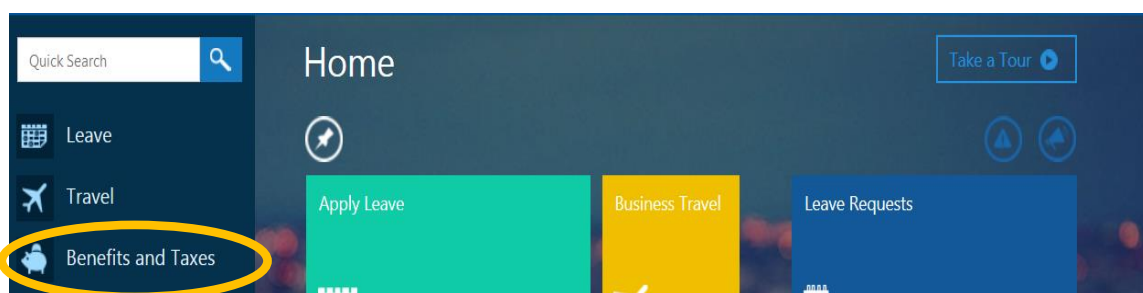 Quick Search
Home
Take a Tour
Leave
Travel
Apply Leave
Business Travel
Leave Requests
Benefits and Taxes